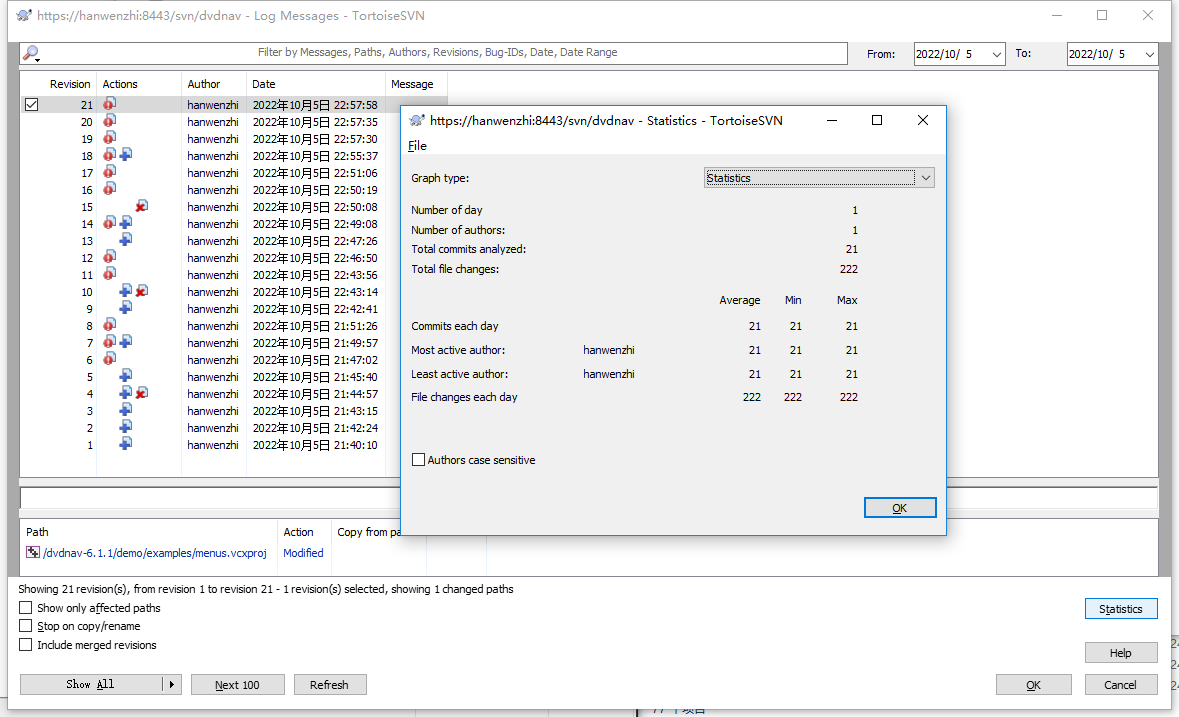 https://hanwenzhi:8443/svn/dvdnav - Log Messages - TortoiseSVN
Filter by Messages, Paths, Authors, Revisions, Bug-IDs, Date, Date Range
From: 2022/10/ 5 To: 2022/10/ 5
Revision Actions Author Date Message
21 hanwenzhi 2022年10月5日 22:57:58
20 hanwenzhi 2022年10月5日 22:57:35
19 hanwenzhi 2022年10月5日 22:57:30
18 hanwenzhi 2022年10月5日 22:55:37
17 hanwenzhi 2022年10月5日 22:51:06
16 hanwenzhi 2022年10月5日 22:50:19
15 hanwenzhi 2022年10月5日 22:50:08
14 hanwenzhi 2022年10月5日 22:49:08
13 hanwenzhi 2022年10月5日 22:47:26
12 hanwenzhi 2022年10月5日 22:46:50
11 hanwenzhi 2022年10月5日 22:43:56
10 hanwenzhi 2022年10月5日 22:43:14
9 hanwenzhi 2022年10月5日 22:42:41
8 hanwenzhi 2022年10月5日 21:51:26
7 hanwenzhi 2022年10月5日 21:49:57
6 hanwenzhi 2022年10月5日 21:47:02
5 hanwenzhi 2022年10月5日 21:45:40
4 hanwenzhi 2022年10月5日 21:44:57
3 hanwenzhi 2022年10月5日 21:43:15
2 hanwenzhi 2022年10月5日 21:42:24
1 hanwenzhi 2022年10月5日 21:40:10
https://hanwenzhi:8443/svn/dvdnav - Statistics - TortoiseSVN
File
Graph type: Statistics
Number of day 1
Number of authors: 1
Total commits analyzed: 21
Total file changes: 222
Average Min Max
Commits each day 21 21 21
Most active author: hanwenzhi 21 21 21
Least active author: hanwenzhi 21 21 21
File changes each day 222 222 222
Authors case sensitive
OK
Path Action Copy from pa
/dvdnav-6.1.1/demo/examples/menus.vcxproj Modified
Showing 21 revision(s), from revision 1 to revision 21 - 1 revision(s) selected, showing 1 changed paths
Show only affected paths
Stop on copy/rename
Include merged revisions
Statistics
Help
Show All Next 100 Refresh OK Cancel